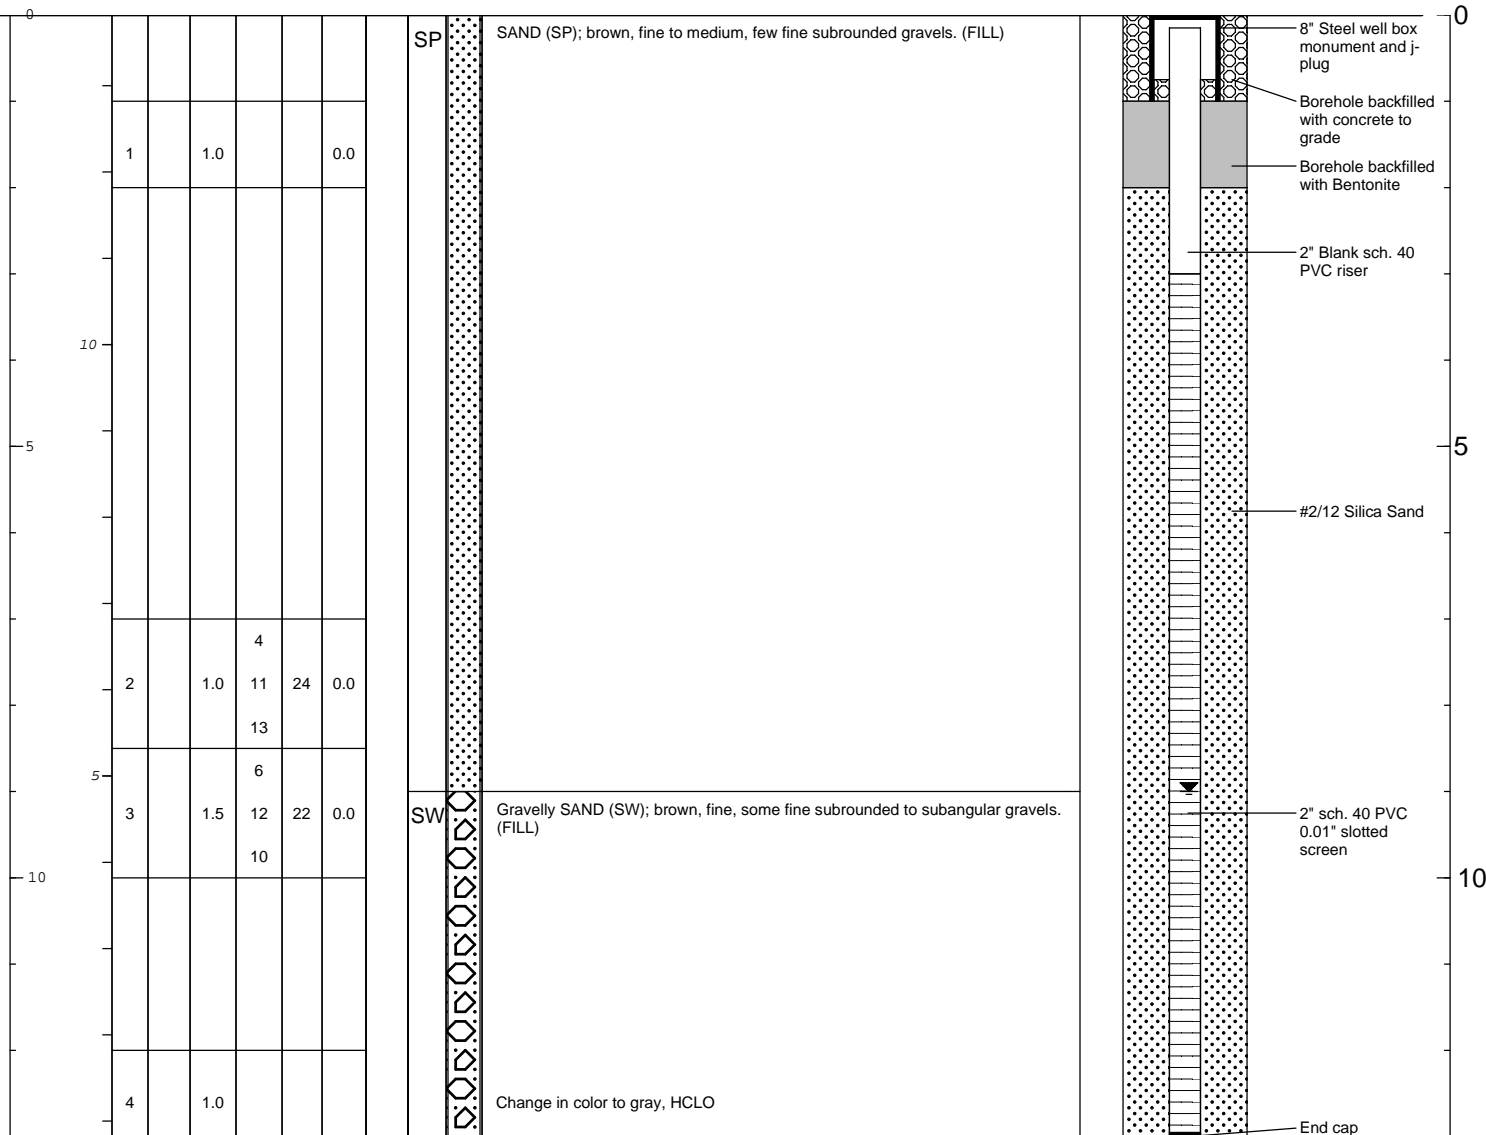 0
SP
SAND (SP); brown, fine to medium, few fine subrounded gravels. (FILL)
0
8" Steel well box
monument and j-
plug
Borehole backfilled
with concrete to
grade
1 1.0 0.0
Borehole backfilled
with Bentonite
2" Blank sch. 40
PVC riser
10
5
5
#2/12 Silica Sand
4
2 1.0 11 24 0.0
13
6
5
3 1.5 12 22 0.0
10
SW
Gravelly SAND (SW); brown, fine, some fine subrounded to subangular gravels.
(FILL)
2" sch. 40 PVC
0.01" slotted
screen
10
10
4 1.0
Change in color to gray, HCLO
End cap